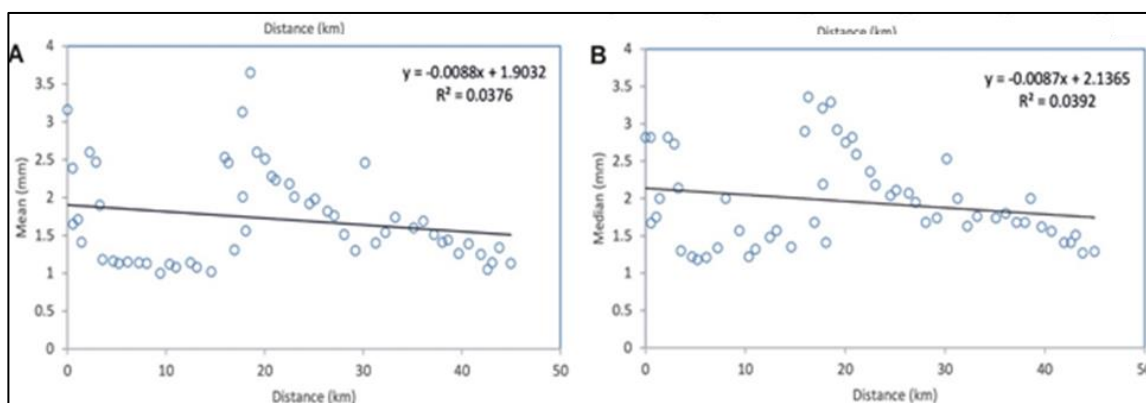 Distance (km)
A
4
3.5
3
2.5
2
1.5
1
0.5
0
Mean (mm)
y = -0.0088x + 1.9032
R² = 0.0376
0 10 20 30 40 50
Distance (km)
Distance (km)
B
4
3.5
3
2.5
2
1.5
1
0.5
0
Median (mm)
y = -0.0087x + 2.1365
R² = 0.0392
0 10 20 30 40 50
Distance (km)